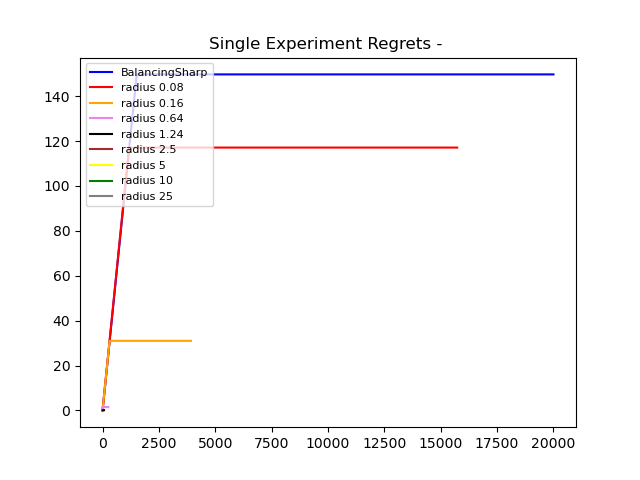 Single Experiment Regrets -
BalancingSharp
radius 0.08
radius 0.16
radius 0.64
radius 1.24
radius 2.5
radius 5
radius 10
radius 25
140
120
100
80
60
40
20
0
0 2500 5000 7500 10000 12500 15000 17500 20000